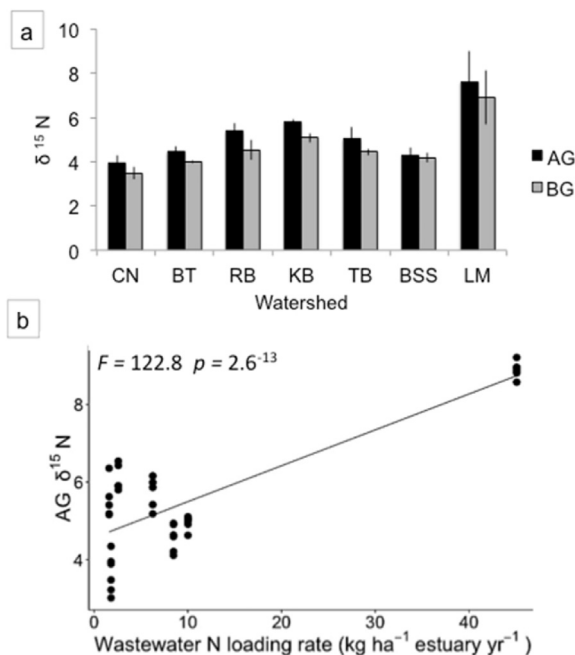 a
10
8
6
4
2
0
δ ¹⁵ N
AG
BG
CN BT RB KB TB BSS LM
Watershed
b
F = 122.8 p = 2.6⁻¹³
8
6
4
AG δ¹⁵ N
0 10 20 30 40
Wastewater N loading rate (kg ha⁻¹ estuary yr⁻¹)